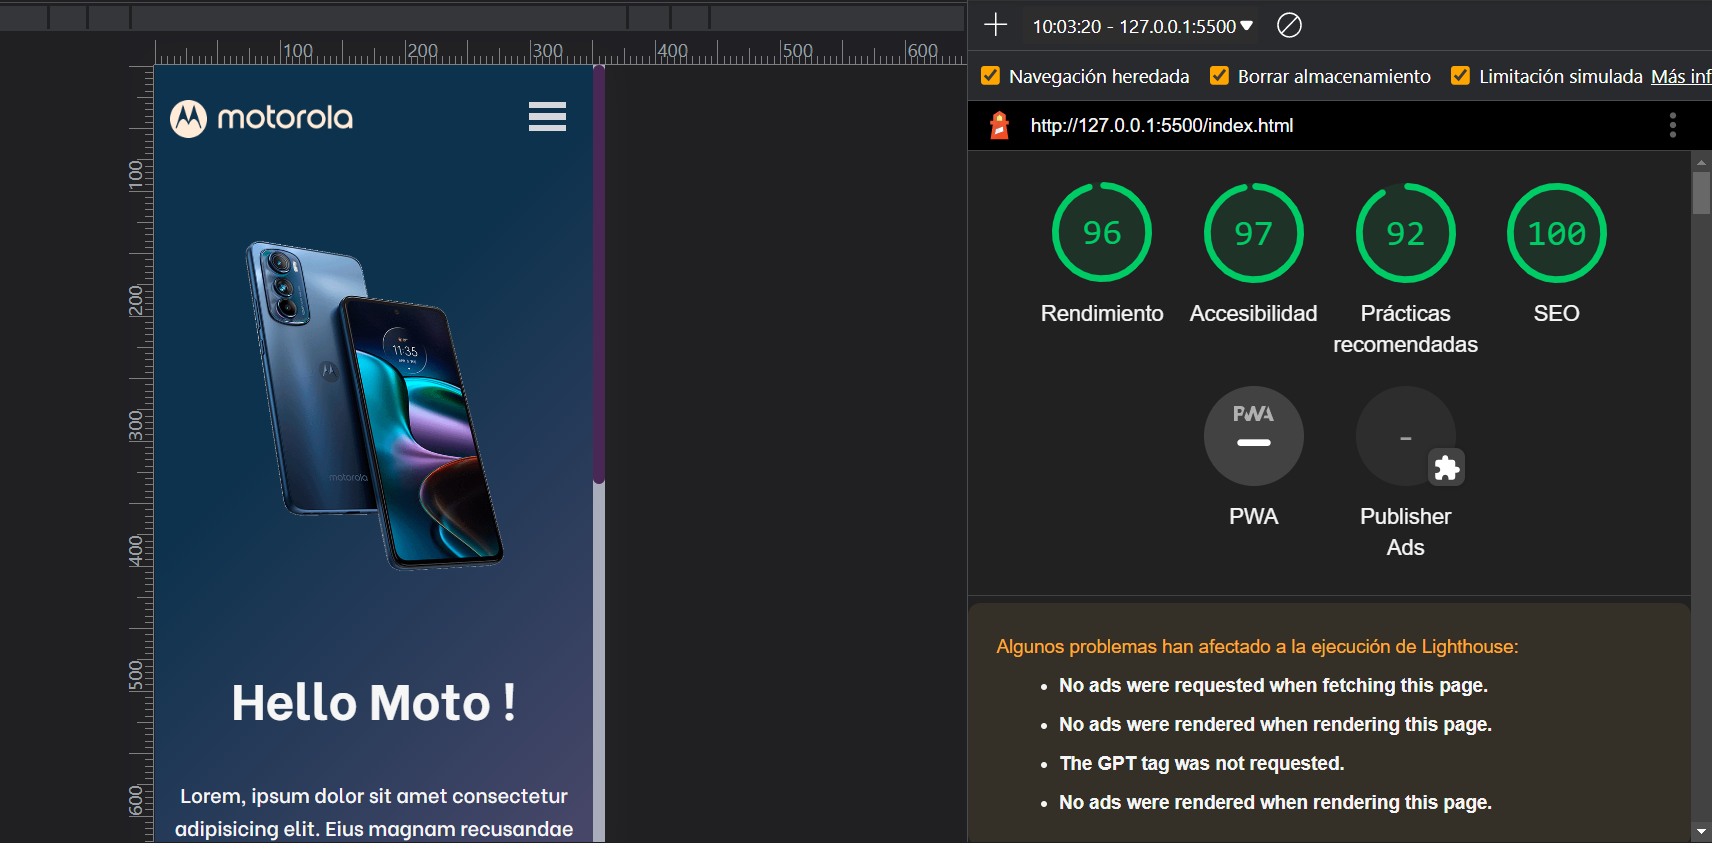 100
200
300
400
500
600
100
200
300
400
500
600
motorola
11:35
motorola
Hello Moto !
Lorem, ipsum dolor sit amet consectetur
adipisicing elit. Eius magnam recusandae
10:03:20 - 127.0.0.1:5500
Navegación heredada
Borrar almacenamiento
Limitación simulada
Más inf
http://127.0.0.1:5500/index.html
96
97
92
100
Rendimiento
Accesibilidad
Prácticas
recomendadas
SEO
PWA
-
PWA
Publisher
Ads
Algunos problemas han afectado a la ejecución de Lighthouse:
• No ads were requested when fetching this page.
• No ads were rendered when rendering this page.
• The GPT tag was not requested.
• No ads were rendered when rendering this page.